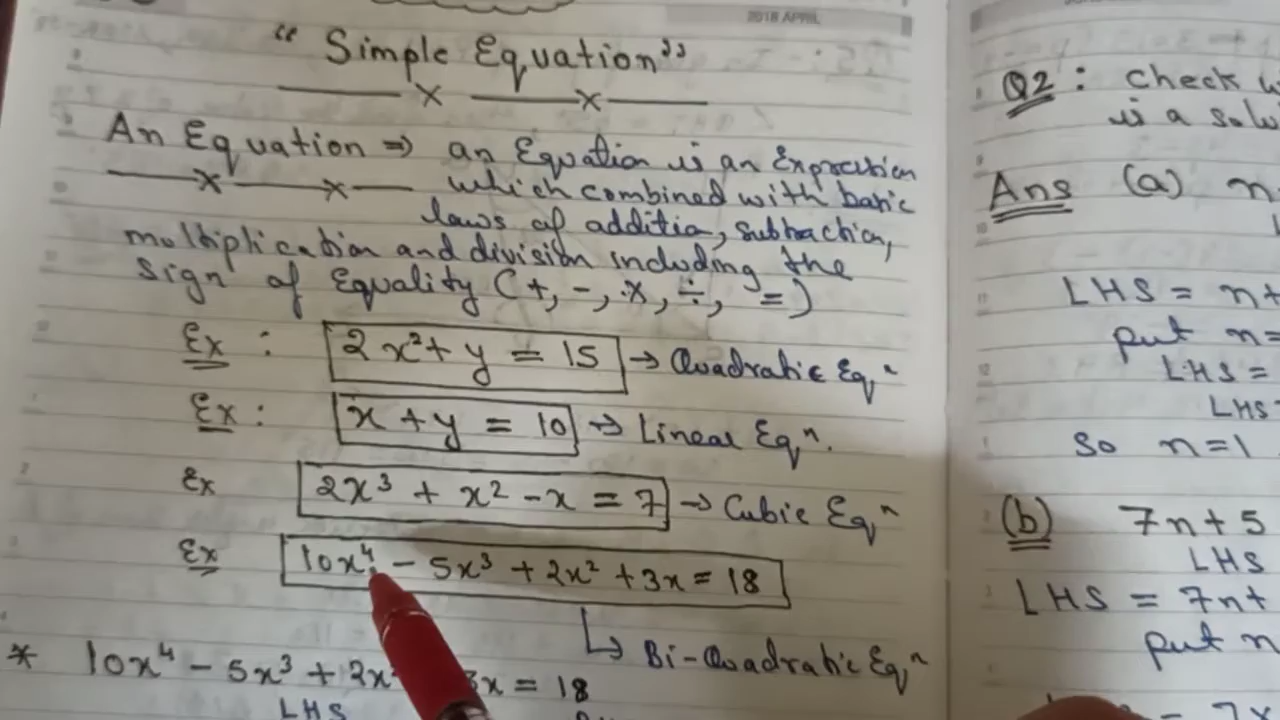 2018 APRIL
“ Simple Equation”
An Equation ⇒ an Equation is an Expression
which combined with basic
laws of addition, subtraction,
multiplication and division including the
sign of Equality (+, -, ×, ÷, =)
Ex : 2x² + y = 15 → Quadratic Eqⁿ
Ex : x + y = 10 → Linear Eqⁿ.
Ex 2x³ + x² - x = 7 → Cubic Eqⁿ
Ex 10x⁴ - 5x³ + 2x² + 3x = 18
↳ Bi-Quadratic Eqⁿ
* 10x⁴ - 5x³ + 2x 3x = 18
LHS
Q2 : Check
is a
Ans (a) n
LHS = n+
put n=
LHS =
LHS=
So n=1
(b) 7n+5
LHS
LHS = 7n+
put n